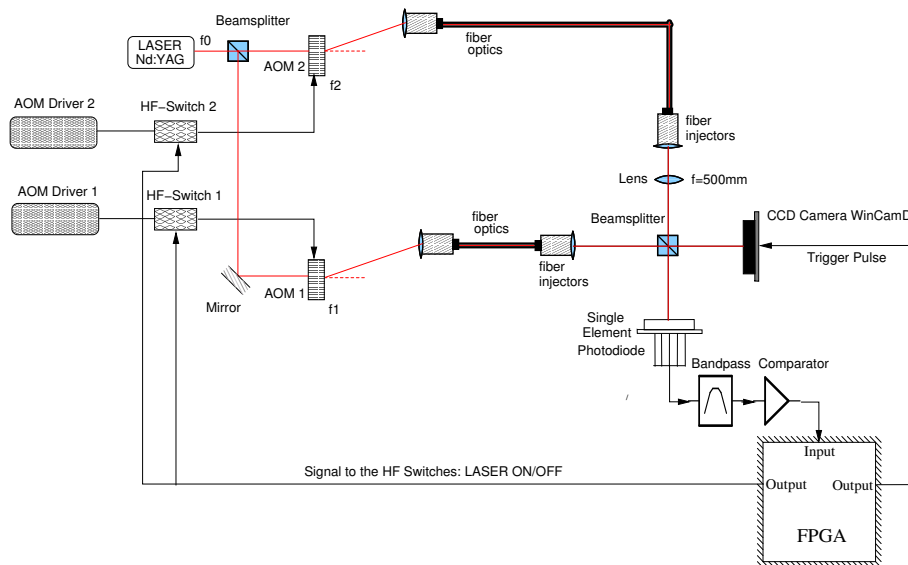 Beamsplitter
LASER
Nd:YAG
f0
AOM 2
f2
fiber
optics
AOM Driver 2
HF−Switch 2
fiber
injectors
Lens
f=500mm
AOM Driver 1
HF−Switch 1
Beamsplitter
CCD Camera WinCamD
Trigger Pulse
fiber
optics
fiber
injectors
Mirror
AOM 1
f1
Single
Element
Photodiode
Bandpass
Comparator
Signal to the HF Switches: LASER ON/OFF
Input
Output
Output
FPGA